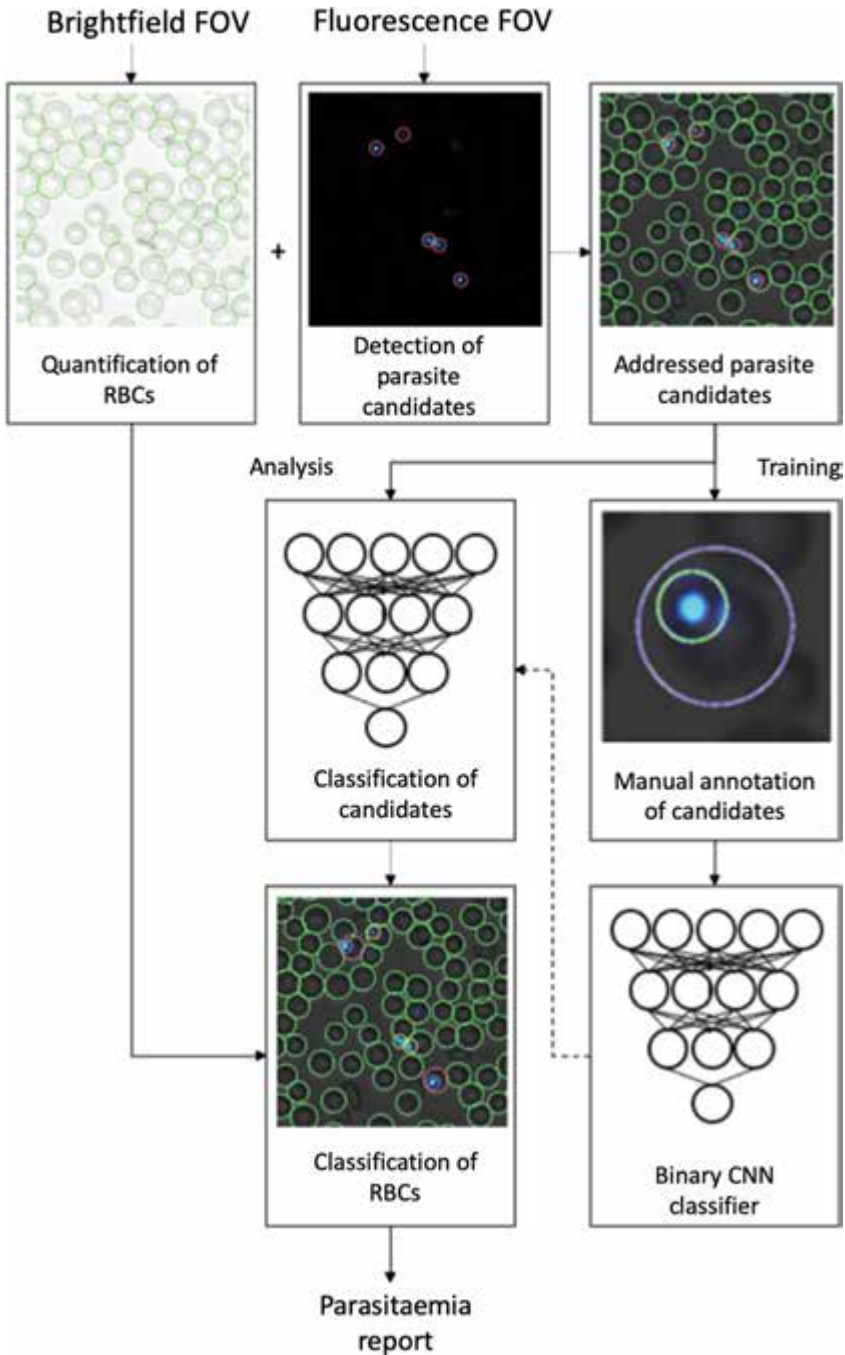 Brightfield FOV
Fluorescence FOV
Quantification of
RBCs
+
Detection of
parasite
candidates
Addressed parasite
candidates
Analysis
Training
Classification of
candidates
Manual annotation
of candidates
Classification of
RBCs
Binary CNN
classifier
Parasitaemia
report